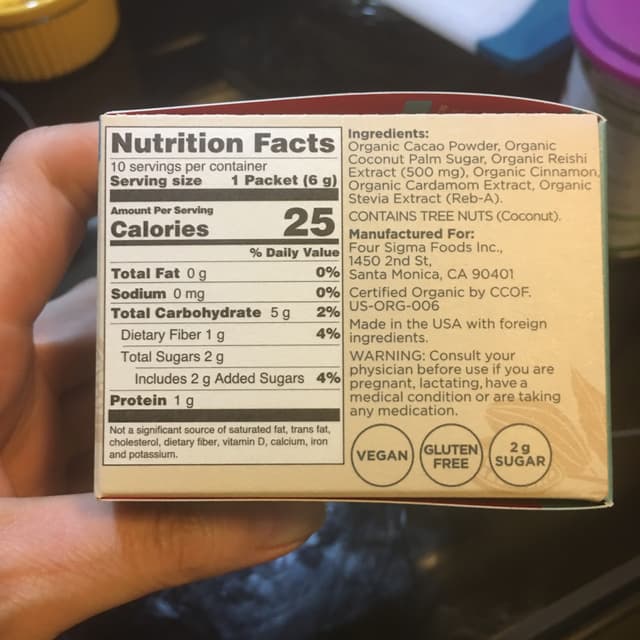 Nutrition Facts
10 servings per container
Serving size 1 Packet (6 g)
Amount Per Serving
Calories 25
% Daily Value
Total Fat 0 g 0%
Sodium 0 mg 0%
Total Carbohydrate 5 g 2%
Dietary Fiber 1 g 4%
Total Sugars 2 g
Includes 2 g Added Sugars 4%
Protein 1 g
Not a significant source of saturated fat, trans fat,
cholesterol, dietary fiber, vitamin D, calcium, iron
and potassium.
Ingredients:
Organic Cacao Powder, Organic
Coconut Palm Sugar, Organic Reishi
Extract (500 mg), Organic Cinnamon,
Organic Cardamom Extract, Organic
Stevia Extract (Reb-A).
CONTAINS TREE NUTS (Coconut).
Manufactured For:
Four Sigma Foods Inc.,
1450 2nd St,
Santa Monica, CA 90401
Certified Organic by CCOF.
US-ORG-006
Made in the USA with foreign
ingredients.
WARNING: Consult your
physician before use if you are
pregnant, lactating, have a
medical condition or are taking
any medication.
VEGAN
GLUTEN
FREE
2 g
SUGAR